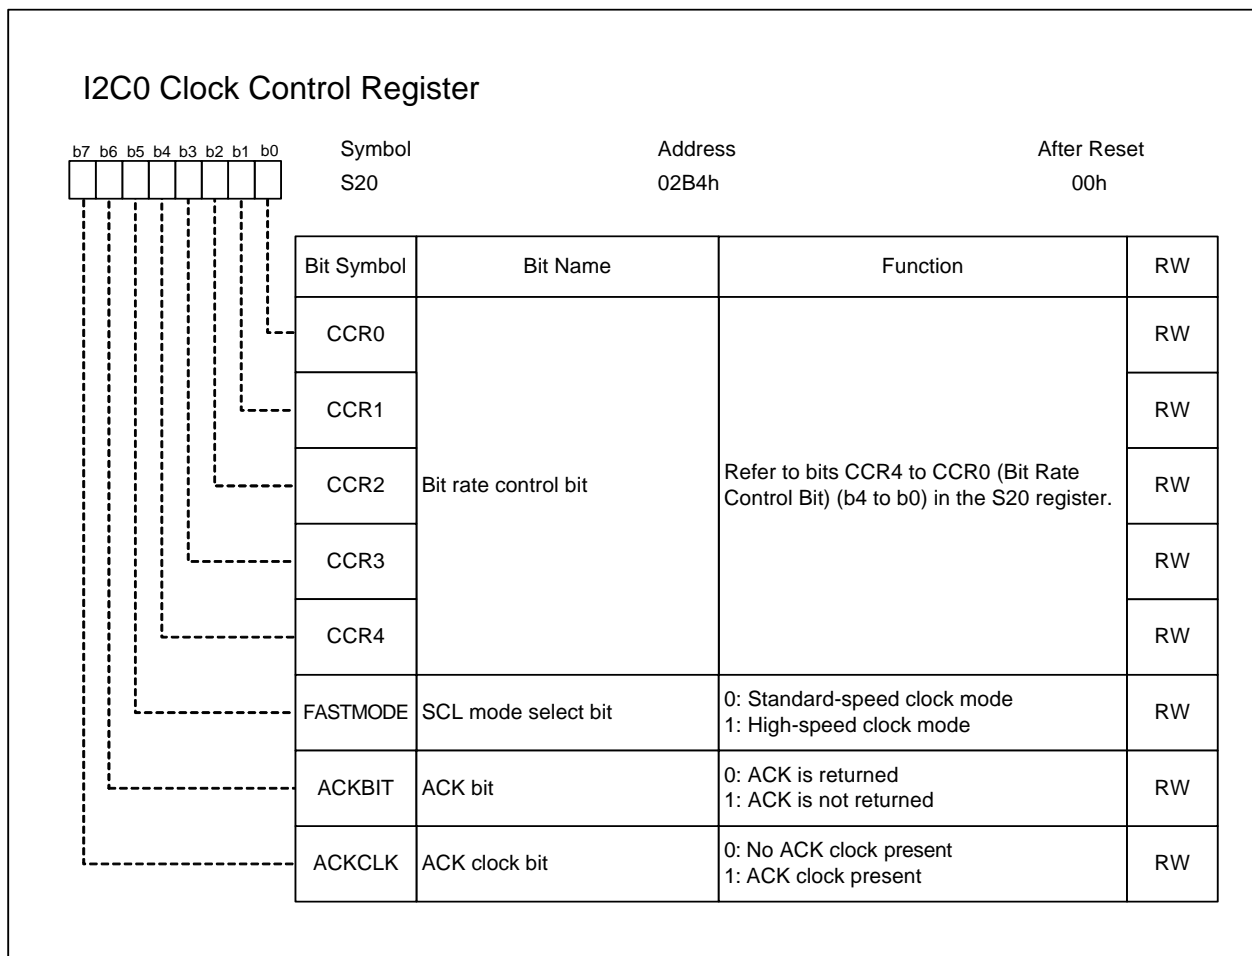 I2C0 Clock Control Register
b7 b6 b5 b4 b3 b2 b1 b0
Symbol Address After Reset
S20 02B4h 00h
Bit Symbol Bit Name Function RW
CCR0 RW
CCR1 RW
CCR2 Bit rate control bit Refer to bits CCR4 to CCR0 (Bit Rate
Control Bit) (b4 to b0) in the S20 register. RW
CCR3 RW
CCR4 RW
FASTMODE SCL mode select bit 0: Standard-speed clock mode
1: High-speed clock mode RW
ACKBIT ACK bit 0: ACK is returned
1: ACK is not returned RW
ACKCLK ACK clock bit 0: No ACK clock present
1: ACK clock present RW